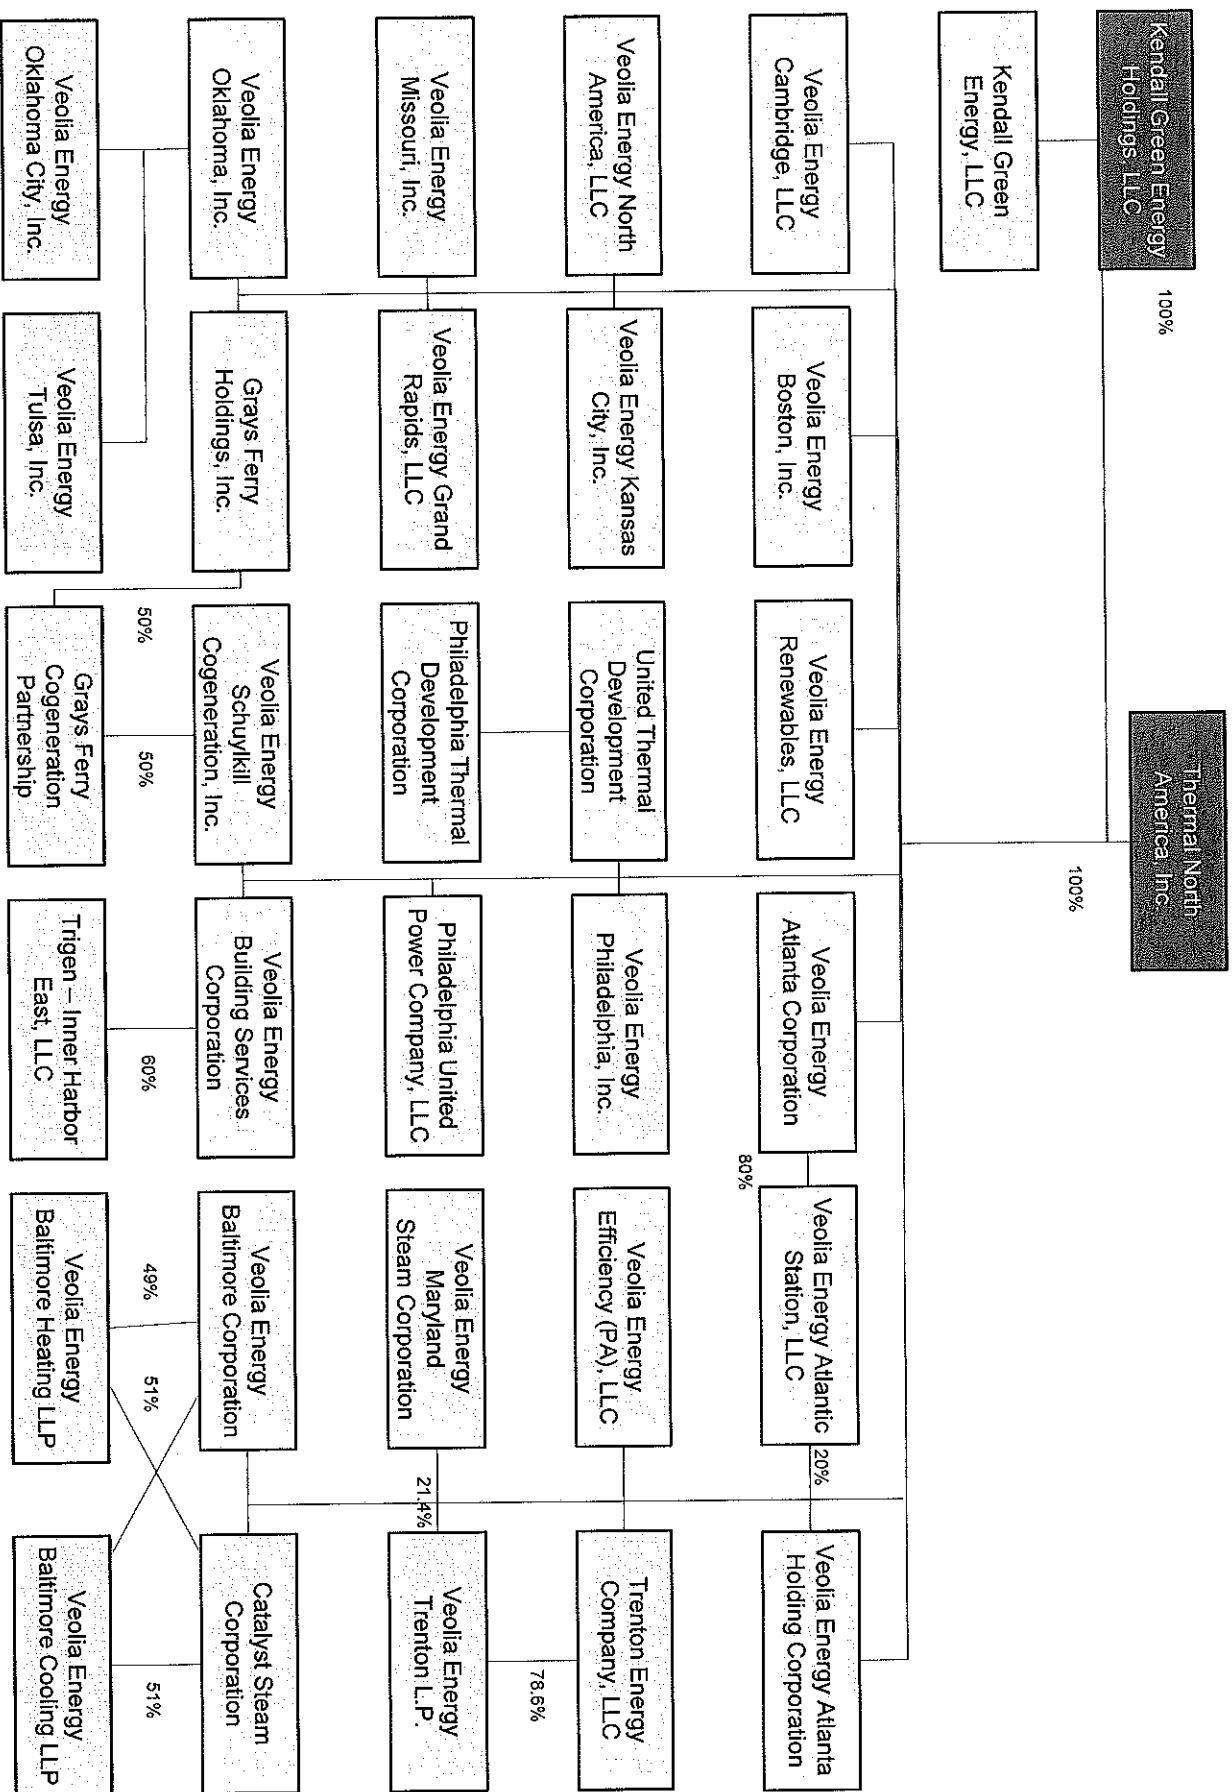 Kendall Green Energy
Holdings, LLC
100%
Thermal North
America, Inc.
100%
Kendall Green
Energy, LLC
Veolia Energy
Cambridge, LLC
Veolia Energy
Boston, Inc.
Veolia Energy
Renewables, LLC
Veolia Energy
Atlanta Corporation
80%
Veolia Energy Atlantic
Station, LLC
20%
Veolia Energy Atlanta
Holding Corporation
Veolia Energy North
America, LLC
Veolia Energy Kansas
City, Inc.
United Thermal
Development
Corporation
Veolia Energy
Philadelphia, Inc.
Veolia Energy
Efficiency (PA), LLC
Trenton Energy
Company, LLC
78.6%
Veolia Energy
Missouri, Inc.
Veolia Energy Grand
Rapids, LLC
Philadelphia Thermal
Development
Corporation
Philadelphia United
Power Company, LLC
Veolia Energy
Maryland
Steam Corporation
21.4%
Veolia Energy
Trenton L.P.
Veolia Energy
Oklahoma, Inc.
Grays Ferry
Holdings, Inc.
Veolia Energy
Schuylkill
Cogeneration, Inc.
Veolia Energy
Building Services
Corporation
Veolia Energy
Baltimore Corporation
Catalyst Steam
Corporation
50%
50%
60%
49%
51%
51%
Veolia Energy
Oklahoma City, Inc.
Veolia Energy
Tulsa, Inc.
Grays Ferry
Cogeneration
Partnership
Trigen – Inner Harbor
East, LLC
Veolia Energy
Baltimore Heating LLP
Veolia Energy
Baltimore Cooling LLP